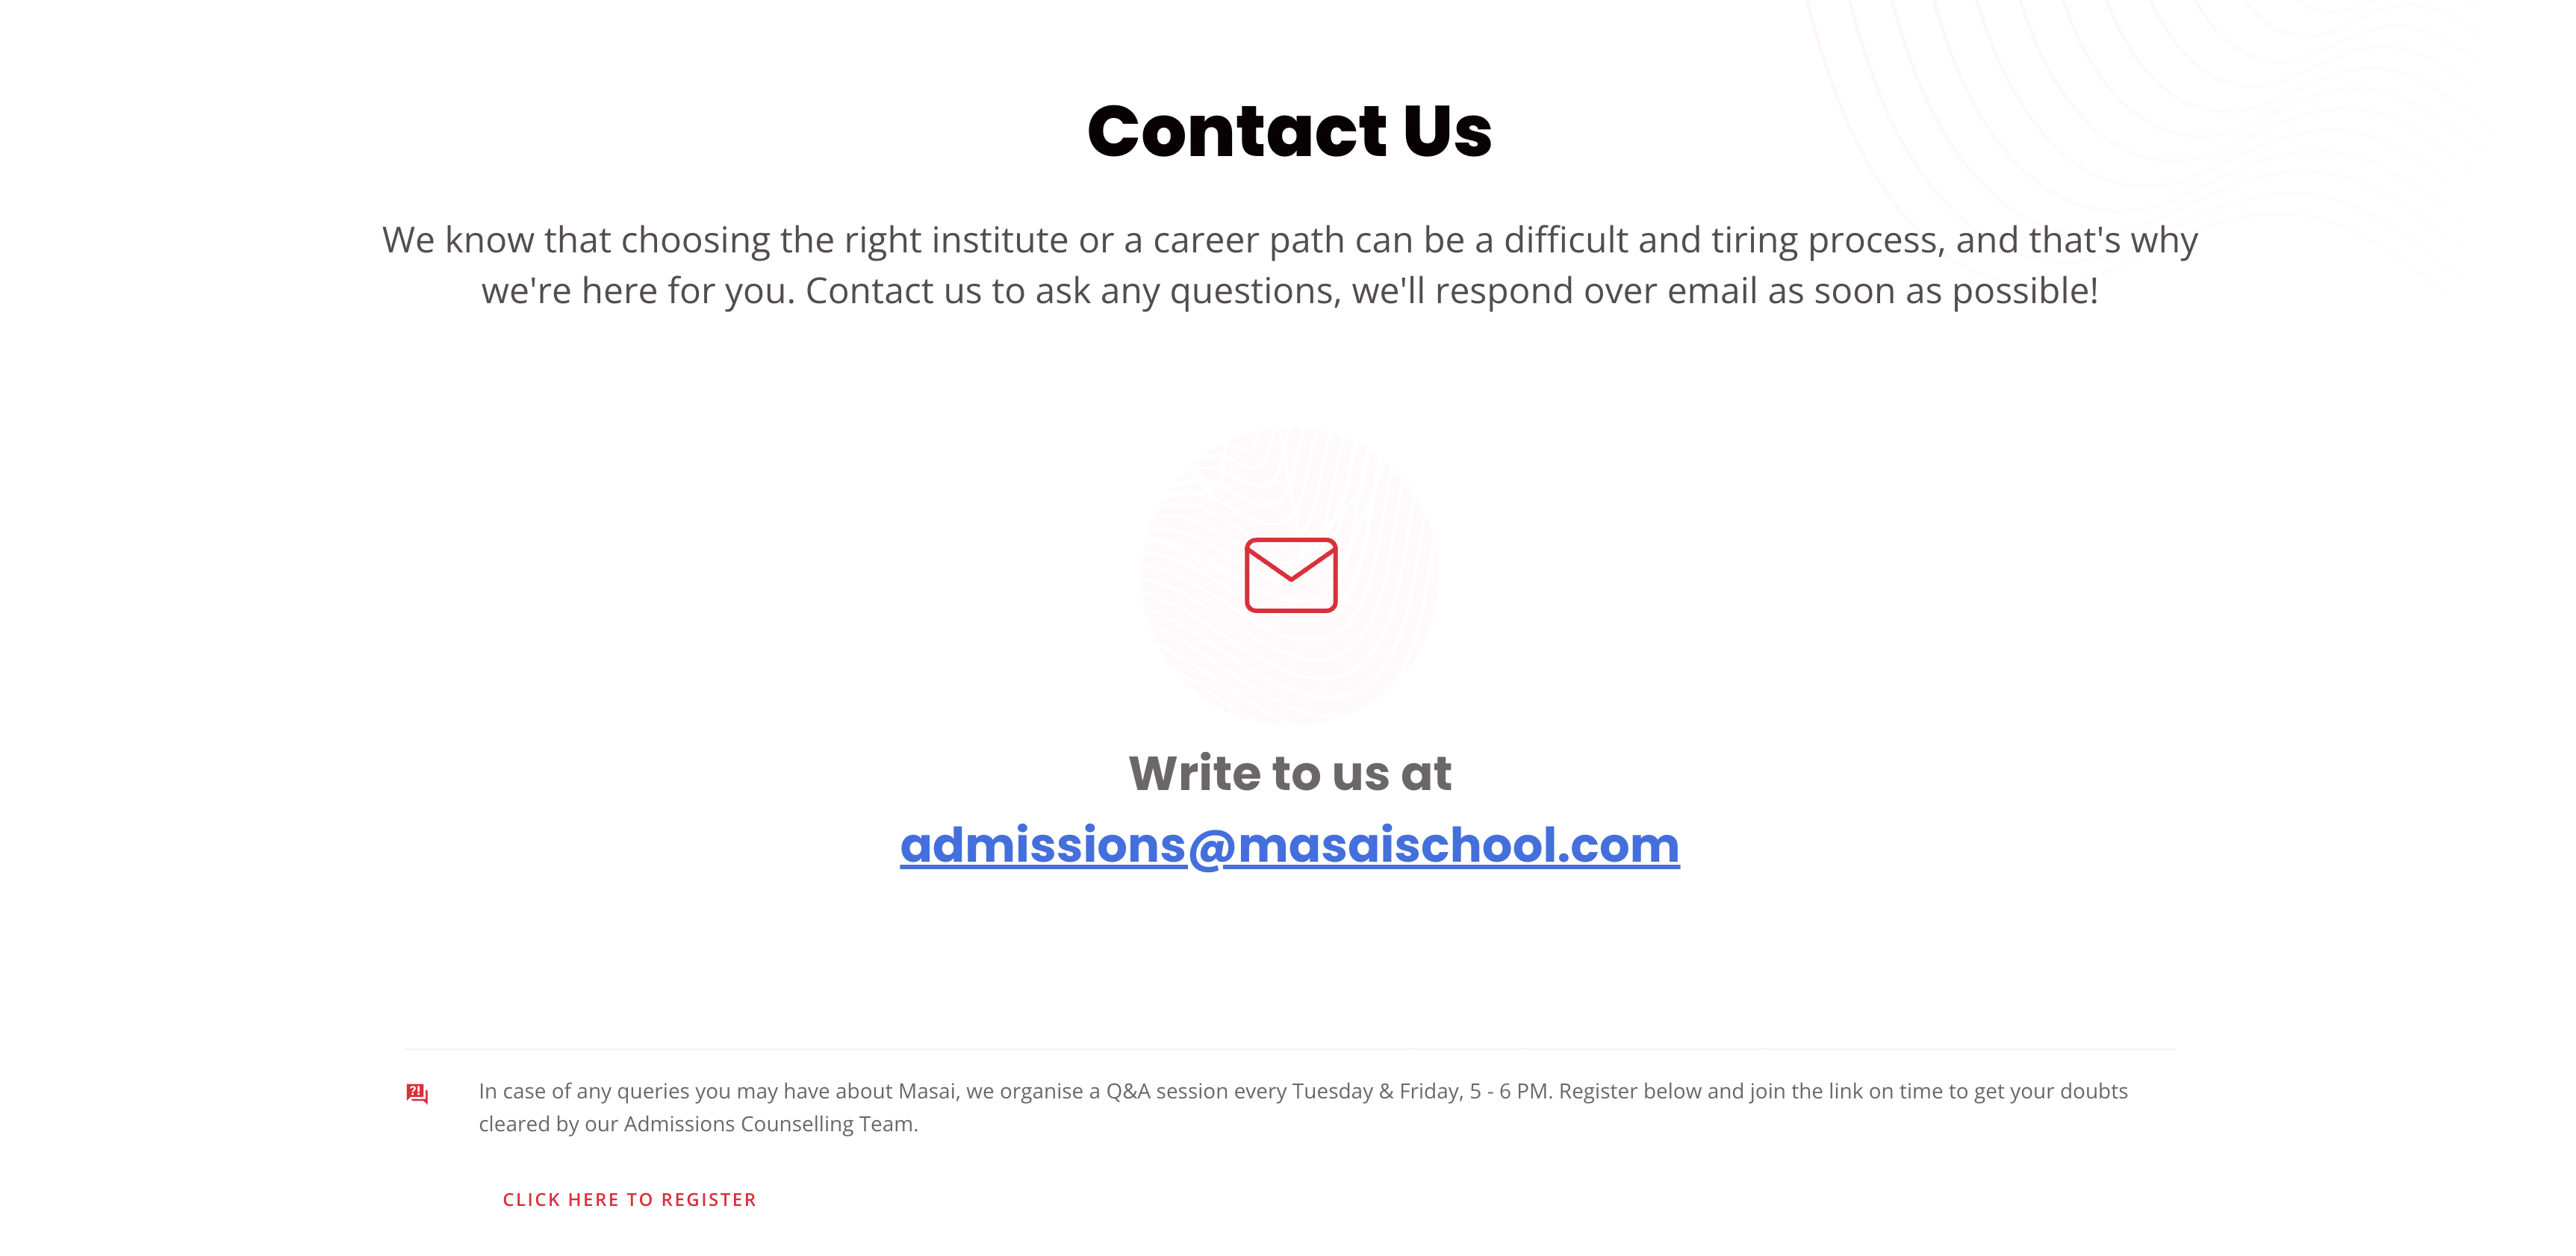 Contact Us
We know that choosing the right institute or a career path can be a difficult and tiring process, and that's why
we're here for you. Contact us to ask any questions, we'll respond over email as soon as possible!
Write to us at
admissions@masaischool.com
?!
In case of any queries you may have about Masai, we organise a Q&A session every Tuesday & Friday, 5 - 6 PM. Register below and join the link on time to get your doubts
cleared by our Admissions Counselling Team.
CLICK HERE TO REGISTER